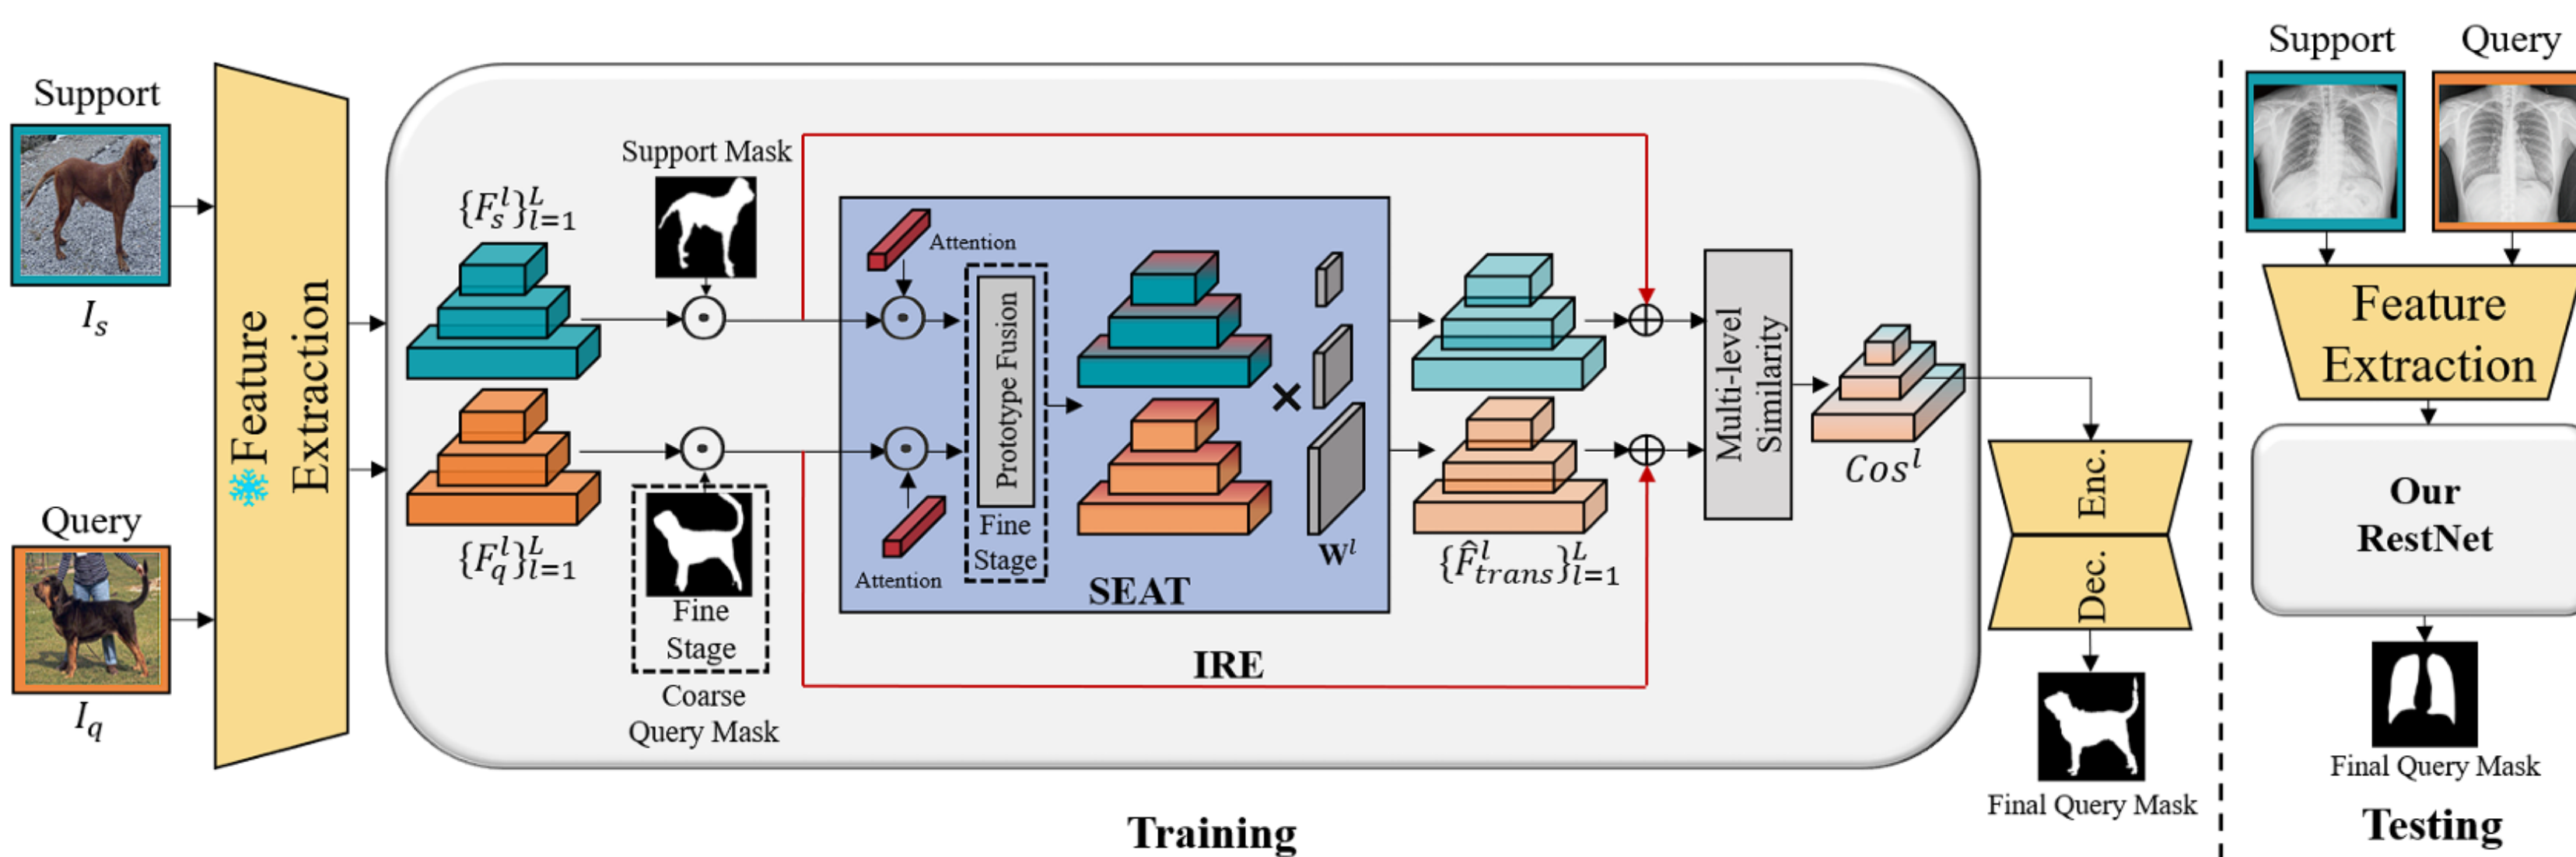 Support
I_s
Query
I_q
Feature
Extraction
{F_s^l}_{l=1}^L
{F_q^l}_{l=1}^L
Support Mask
Fine
Stage
Coarse
Query Mask
Attention
Attention
Prototype Fusion
Fine
Stage
SEAT
W^l
IRE
{F̂_{trans}^l}_{l=1}^L
Multi-level
Similarity
Cos^l
Enc.
Dec.
Final Query Mask
Training
Support
Query
Feature
Extraction
Our
RestNet
Final Query Mask
Testing